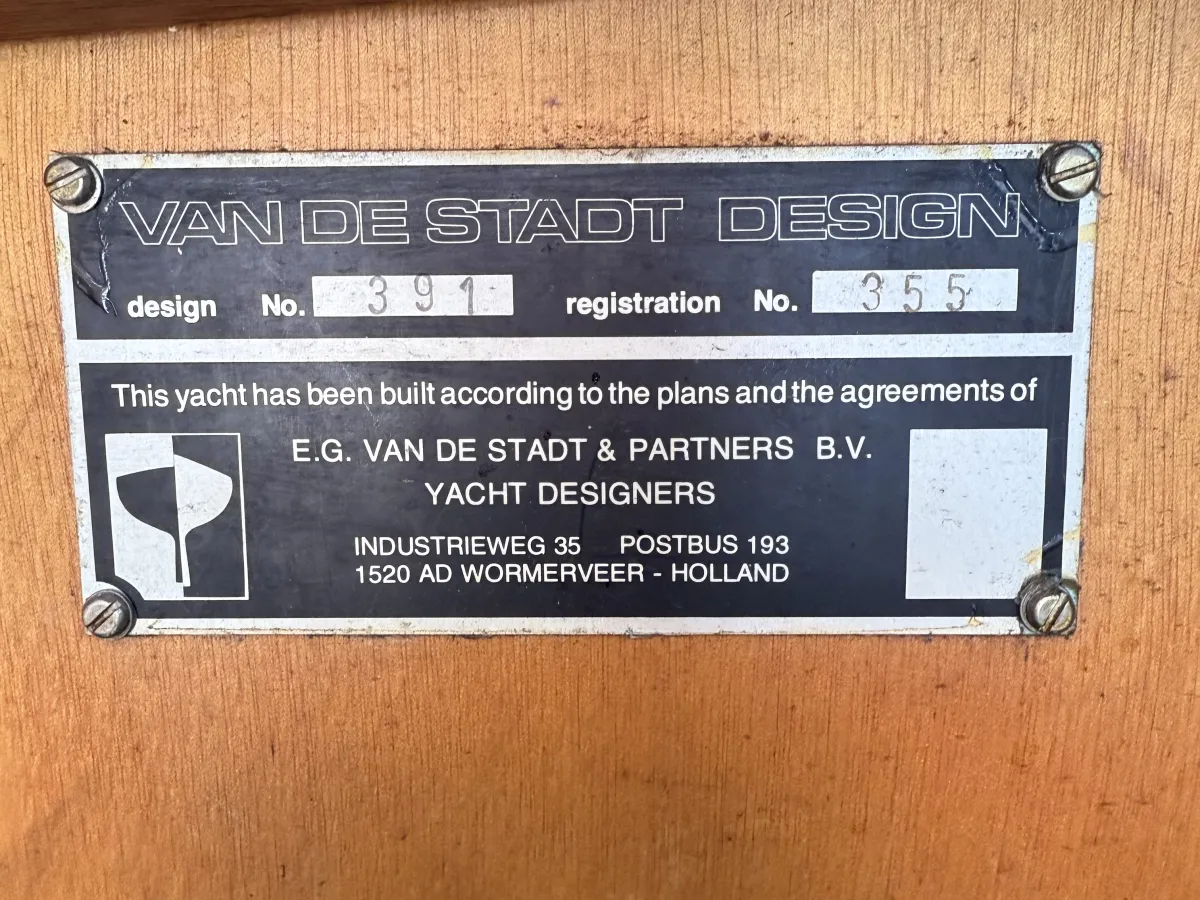 VAN DE STADT DESIGN
design No. 391 registration No. 355
This yacht has been built according to the plans and the agreements of
E.G. VAN DE STADT & PARTNERS B.V.
YACHT DESIGNERS
INDUSTRIEWEG 35 POSTBUS 193
1520 AD WORMERVEER - HOLLAND